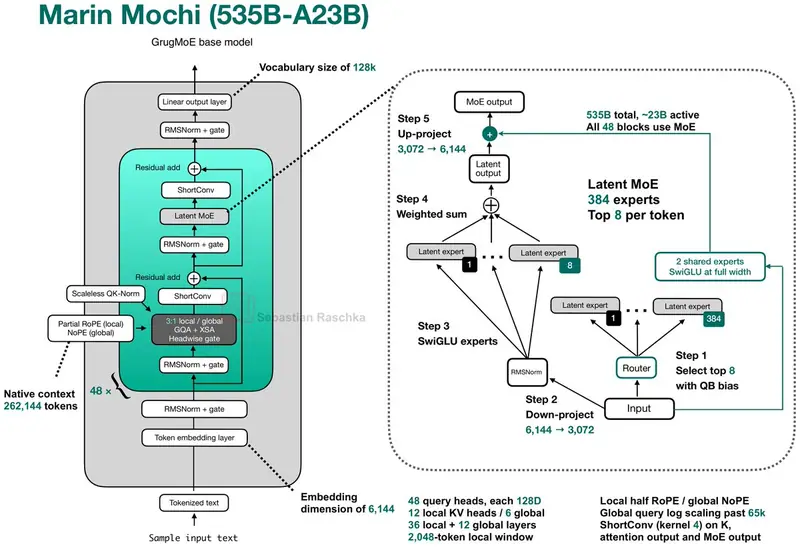 Marin Mochi (535B-A23B)
GrugMoE base model
Vocabulary size of 128k
Linear output layer
RMSNorm + gate
Residual add
ShortConv
Latent MoE
RMSNorm + gate
Residual add
ShortConv
Scaleless QK-Norm
3:1 local / global
GQA + XSA
Headwise gate
Partial RoPE (local)
NoPE (global)
Sebastian Raschka
RMSNorm + gate
Native context
262,144 tokens
48 ×
RMSNorm + gate
Token embedding layer
Embedding
dimension of 6,144
Tokenized text
Sample input text
MoE output
Step 5
Up-project
3,072 → 6,144
+
Latent
output
Step 4
Weighted sum
535B total, ~23B active
All 48 blocks use MoE
Latent MoE
384 experts
Top 8 per token
Latent expert
1
Latent expert
8
2 shared experts
SwiGLU at full width
Latent expert
1
Latent expert
384
Step 3
SwiGLU experts
RMSNorm
Router
Step 1
Select top 8
with QB bias
Step 2
Down-project
6,144 → 3,072
Input
48 query heads, each 128D
12 local KV heads / 6 global
36 local + 12 global layers
2,048-token local window
Local half RoPE / global NoPE
Global query log scaling past 65k
ShortConv (kernel 4) on K,
attention output and MoE output